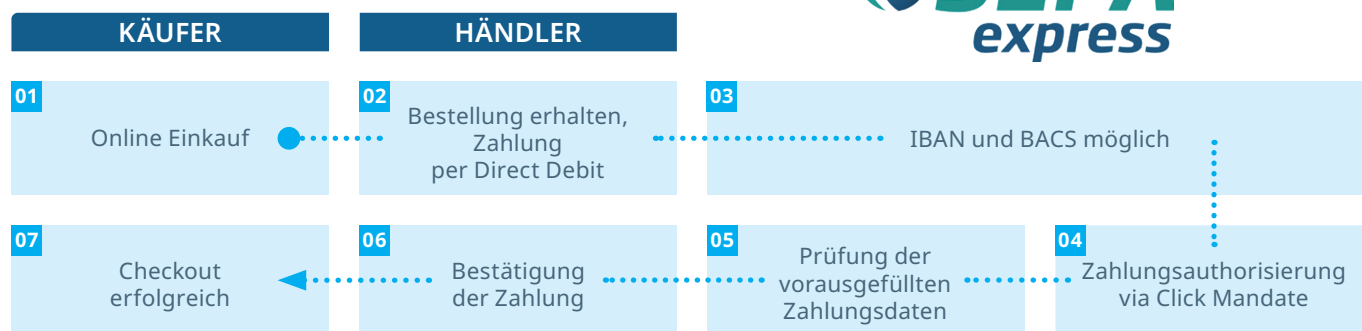 SEPA
express
KÄUFER
HÄNDLER
01
Online Einkauf
02
Bestellung erhalten,
Zahlung
per Direct Debit
03
IBAN und BACS möglich
07
Checkout
erfolgreich
06
Bestätigung
der Zahlung
05
Prüfung der
vorausgefüllten
Zahlungsdaten
04
Zahlungsauthorisierung
via Click Mandate